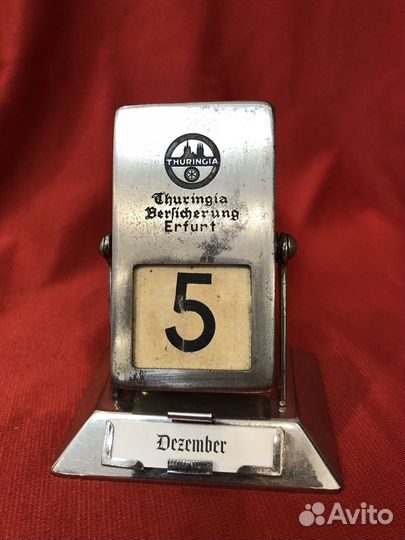 THURINGIA
Thuringia
Versicherung
Erfurt
5
Dezember
Avito